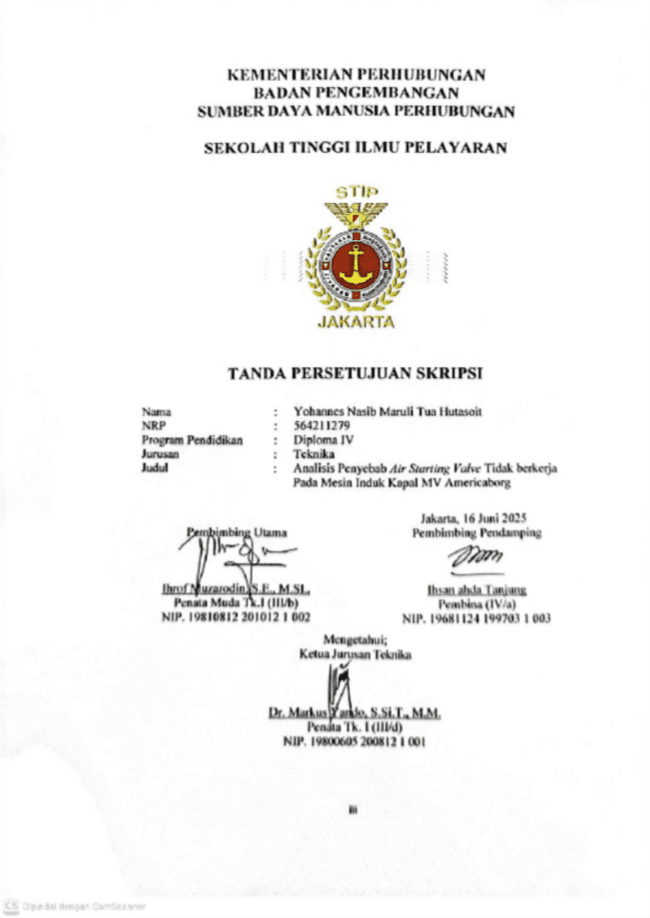 KEMENTERIAN PERHUBUNGAN
BADAN PENGEMBANGAN
SUMBER DAYA MANUSIA PERHUBUNGAN
SEKOLAH TINGGI ILMU PELAYARAN
STIP
JAKARTA
TANDA PERSETUJUAN SKRIPSI
Nama : Yohannes Nasib Maruli Tua Hutasoit
NRP : 564211279
Program Pendidikan : Diploma IV
Jurusan : Teknika
Judul : Analisis Penyebab Air Starting Valve Tidak berkerja
Pada Mesin Induk Kapal MV Americaborg
Jakarta, 16 Juni 2025
Pembimbing Utama
Pembimbing Pendamping
Ihrof Muzarodin, S.E., M.SI.
Penata Muda Tk.I (III/b)
NIP. 19810812 201012 1 002
Ihsan ahda Tanjung
Pembina (IV/a)
NIP. 19681124 199703 1 003
Mengetahui;
Ketua Jurusan Teknika
Dr. Markus Yando, S.Si.T., M.M.
Penata Tk. I (III/d)
NIP. 19800605 200812 1 001
iii
CS Dipindai dengan CamScanner